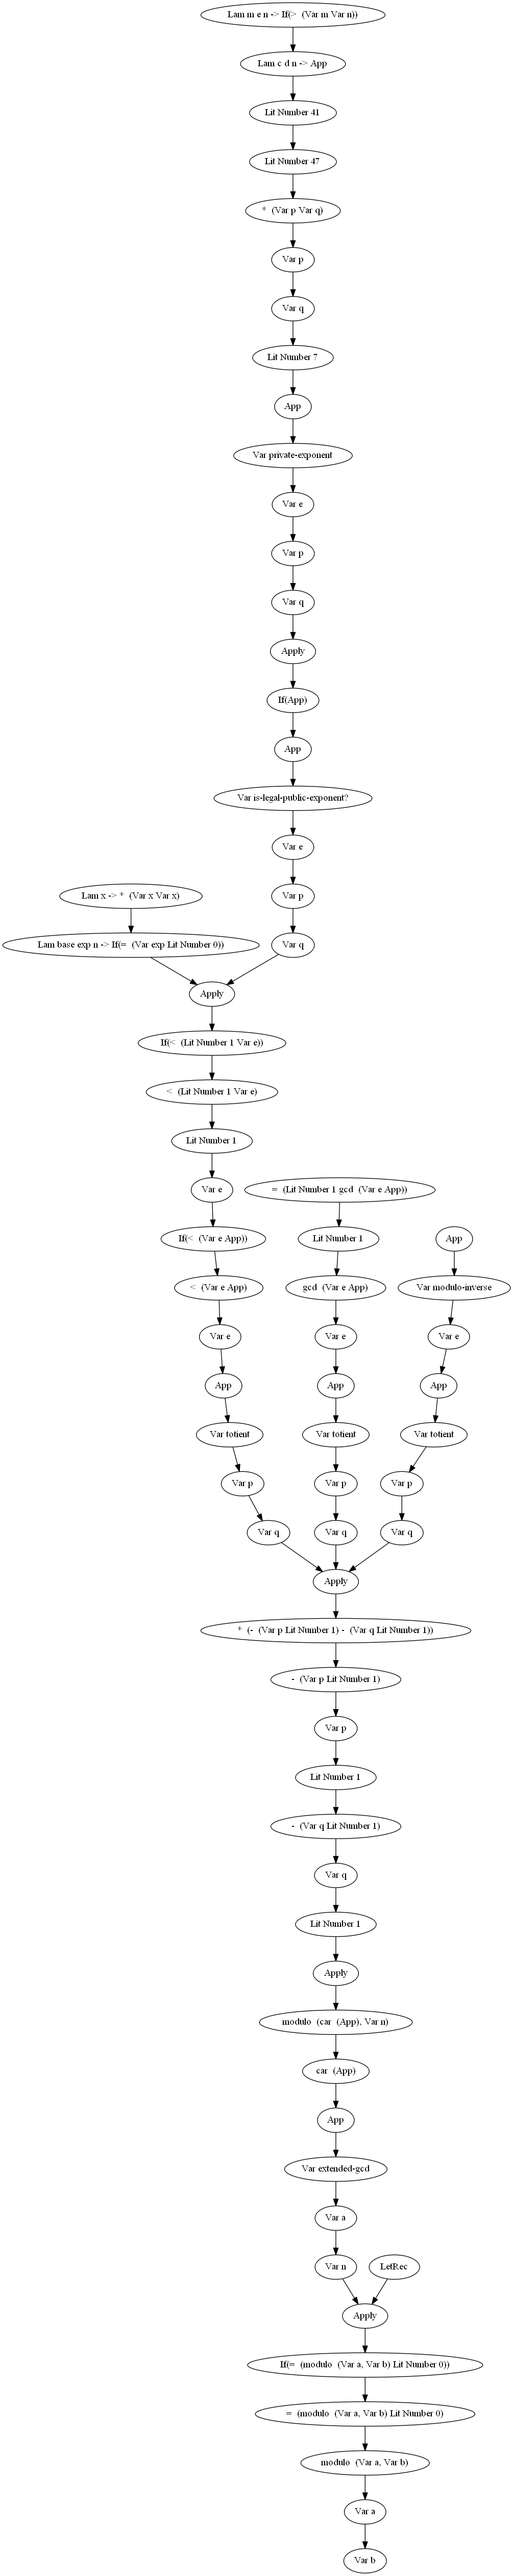 Lam m e n -> If(>  (Var m Var n))
Lam c d n -> App
Lit Number 41
Lit Number 47
*  (Var p Var q)
Var p
Var q
Lit Number 7
App
Var private-exponent
Var e
Var p
Var q
Apply
If(App)
App
Var is-legal-public-exponent?
Var e
Lam x -> *  (Var x Var x)
Var p
Lam base exp n -> If(=  (Var exp Lit Number 0))
Var q
Apply
If(<  (Lit Number 1 Var e))
<  (Lit Number 1 Var e)
Lit Number 1
Var e
=  (Lit Number 1 gcd  (Var e App))
If(<  (Var e App))
Lit Number 1
App
<  (Var e App)
gcd  (Var e App)
Var modulo-inverse
Var e
Var e
Var e
App
App
App
Var totient
Var totient
Var totient
Var p
Var p
Var p
Var q
Var q
Var q
Apply
*  (-  (Var p Lit Number 1) -  (Var q Lit Number 1))
-  (Var p Lit Number 1)
Var p
Lit Number 1
-  (Var q Lit Number 1)
Var q
Lit Number 1
Apply
modulo  (car  (App), Var n)
car  (App)
App
Var extended-gcd
Var a
Var n
LetRec
Apply
If(=  (modulo  (Var a, Var b) Lit Number 0))
=  (modulo  (Var a, Var b) Lit Number 0)
modulo  (Var a, Var b)
Var a
Var b